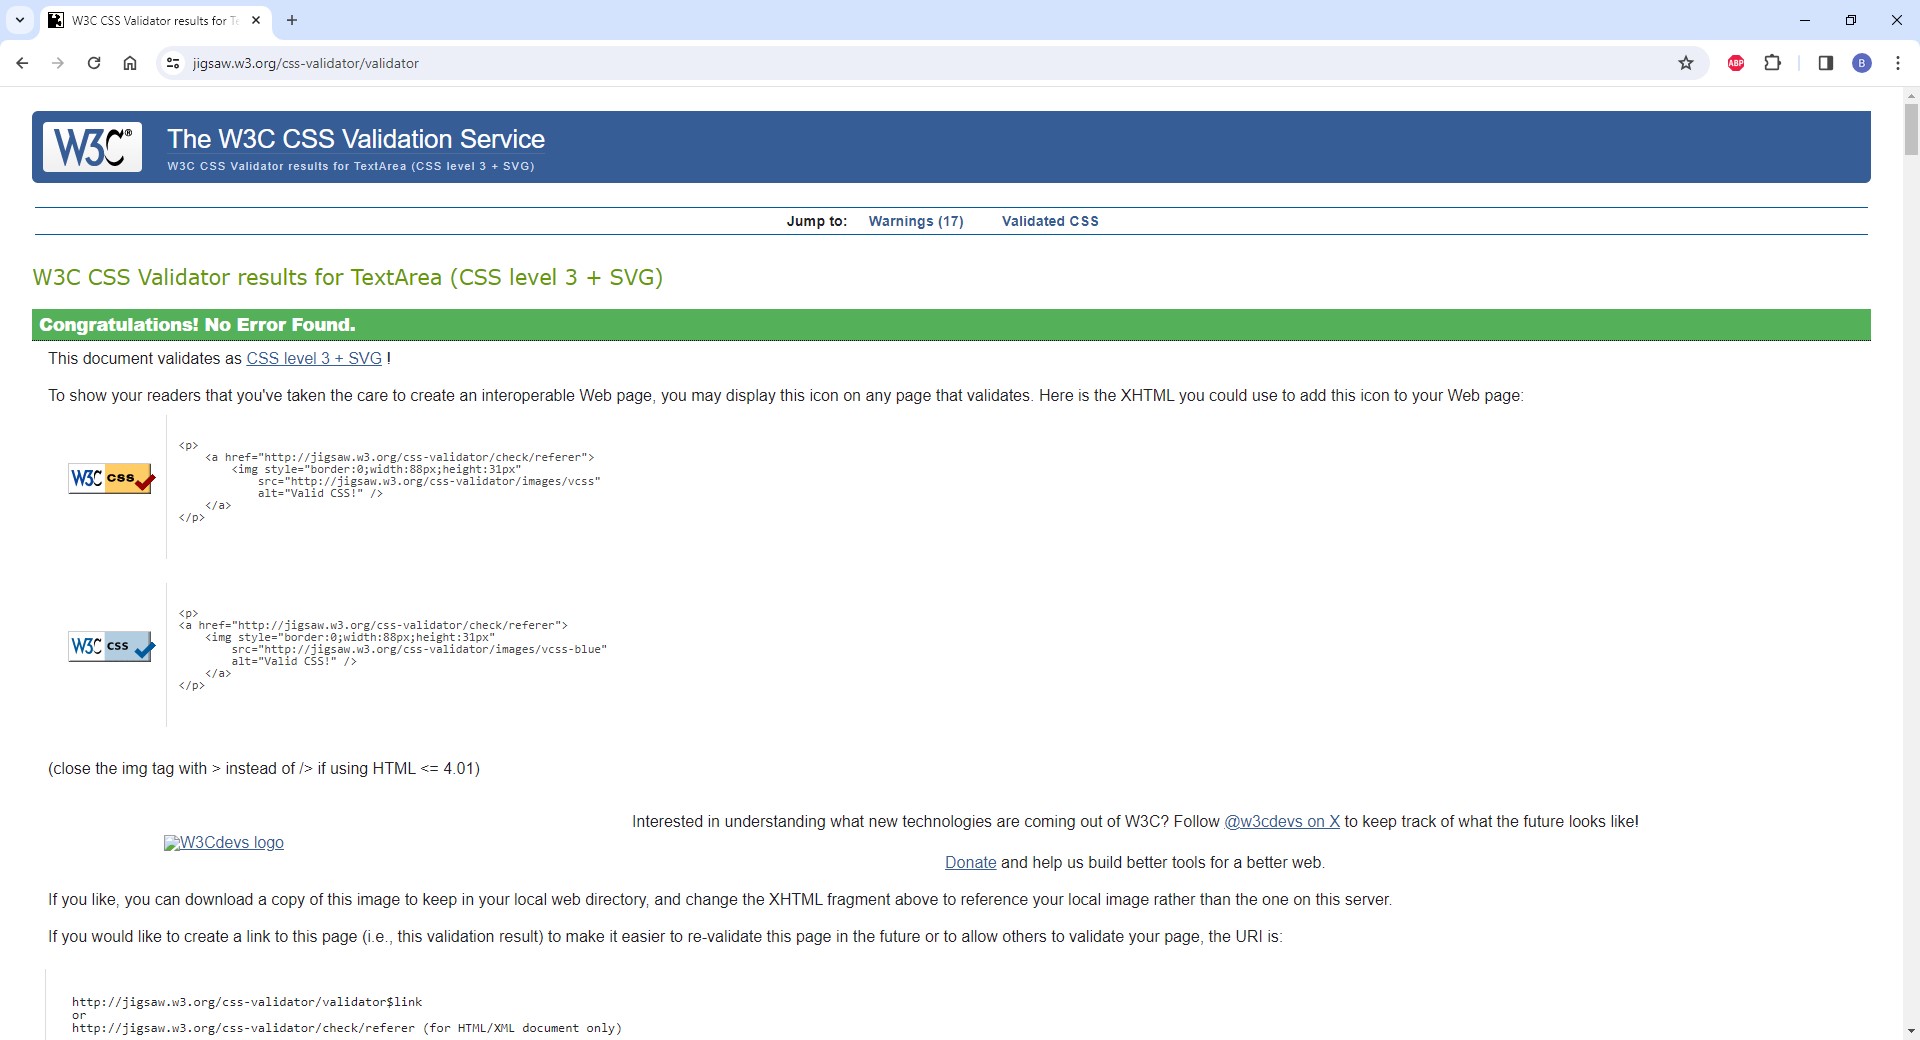 W3C CSS Validator results for Te
jigsaw.w3.org/css-validator/validator
ABP
B
W3C®
The W3C CSS Validation Service
W3C CSS Validator results for TextArea (CSS level 3 + SVG)
Jump to: Warnings (17) Validated CSS
W3C CSS Validator results for TextArea (CSS level 3 + SVG)
Congratulations! No Error Found.
This document validates as CSS level 3 + SVG !
To show your readers that you've taken the care to create an interoperable Web page, you may display this icon on any page that validates. Here is the XHTML you could use to add this icon to your Web page:
W3C CSS
<p>
<a href="http://jigsaw.w3.org/css-validator/check/referer">
<img style="border:0;width:88px;height:31px"
src="http://jigsaw.w3.org/css-validator/images/vcss"
alt="Valid CSS!" />
</a>
</p>
W3C css
<p>
<a href="http://jigsaw.w3.org/css-validator/check/referer">
<img style="border:0;width:88px;height:31px"
src="http://jigsaw.w3.org/css-validator/images/vcss-blue"
alt="Valid CSS!" />
</a>
</p>
(close the img tag with > instead of /> if using HTML <= 4.01)
W3Cdevs logo
Interested in understanding what new technologies are coming out of W3C? Follow @w3cdevs on X to keep track of what the future looks like!
Donate and help us build better tools for a better web.
If you like, you can download a copy of this image to keep in your local web directory, and change the XHTML fragment above to reference your local image rather than the one on this server.
If you would like to create a link to this page (i.e., this validation result) to make it easier to re-validate this page in the future or to allow others to validate your page, the URI is:
http://jigsaw.w3.org/css-validator/validator$link
or
http://jigsaw.w3.org/css-validator/check/referer (for HTML/XML document only)